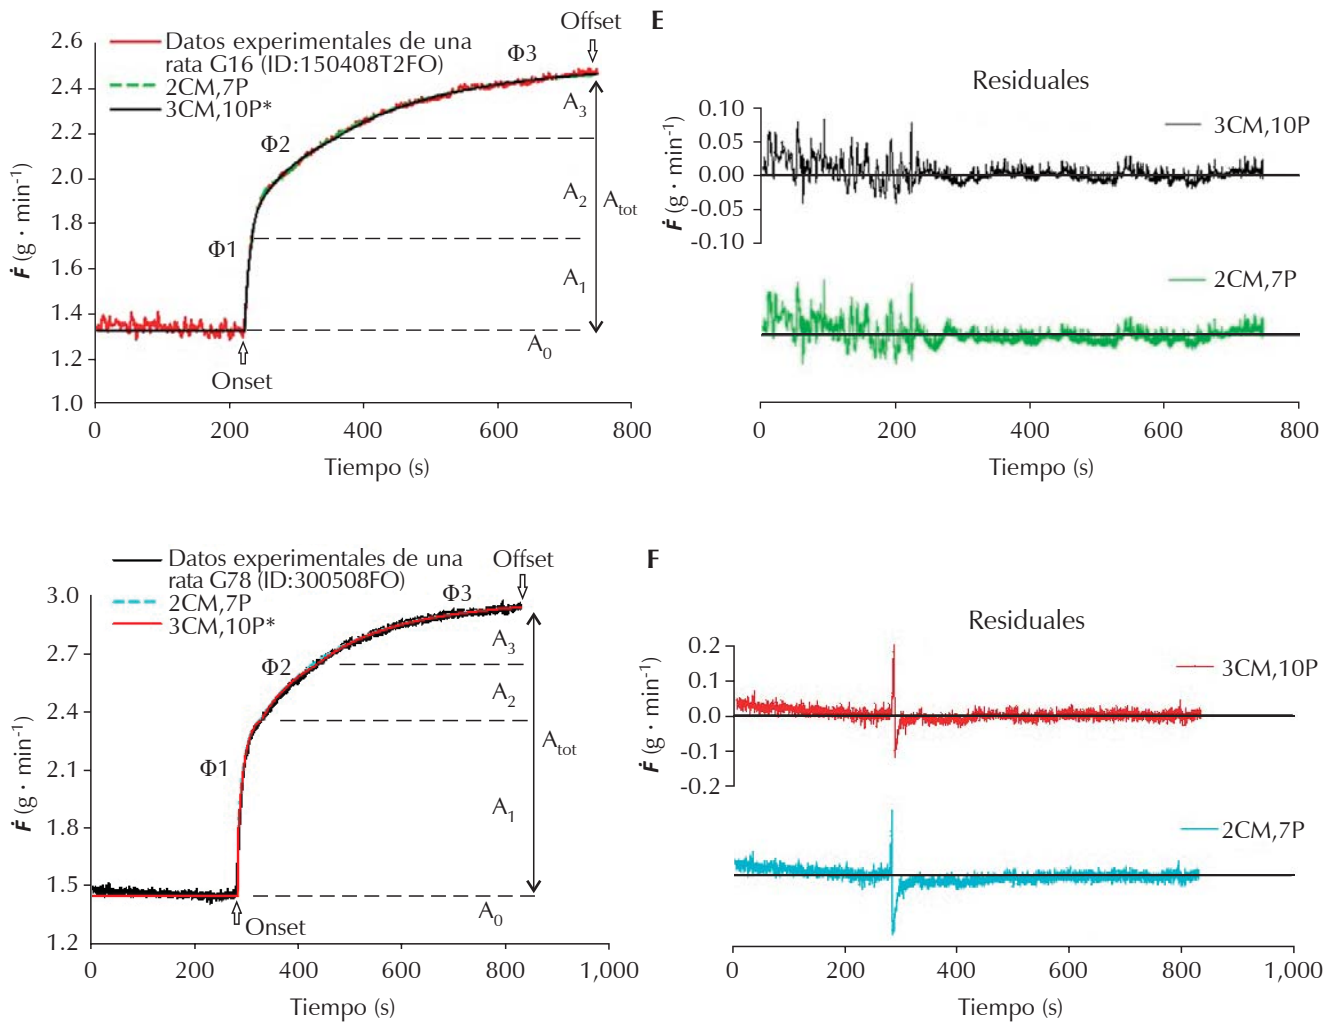 Offset
E
2.6
Datos experimentales de una
rata G16 (ID:150408T2FO)
Φ3
2CM,7P
3CM,10P*
2.4
2.2
2.0
1.8
1.6
1.4
1.2
1.0
Ḟ (g · min-1)
Φ2
Φ1
A3
A2
Atot
A1
A0
Onset
0
200
400
600
800
Tiempo (s)
Residuales
0.10
0.05
0.00
-0.05
-0.10
Ḟ (g · min-1)
3CM,10P
2CM,7P
0
200
400
600
800
Tiempo (s)
Datos experimentales de una
rata G78 (ID:300508FO)
Offset
F
2CM,7P
3CM,10P*
Φ3
3.0
2.7
2.4
2.1
1.8
1.5
1.2
Ḟ (g · min-1)
Φ2
Φ1
A3
A2
Atot
A1
A0
Onset
0
200
400
600
800
1,000
Tiempo (s)
Residuales
0.2
0.1
0.0
-0.1
-0.2
Ḟ (g · min-1)
3CM,10P
2CM,7P
0
200
400
600
800
1,000
Tiempo (s)